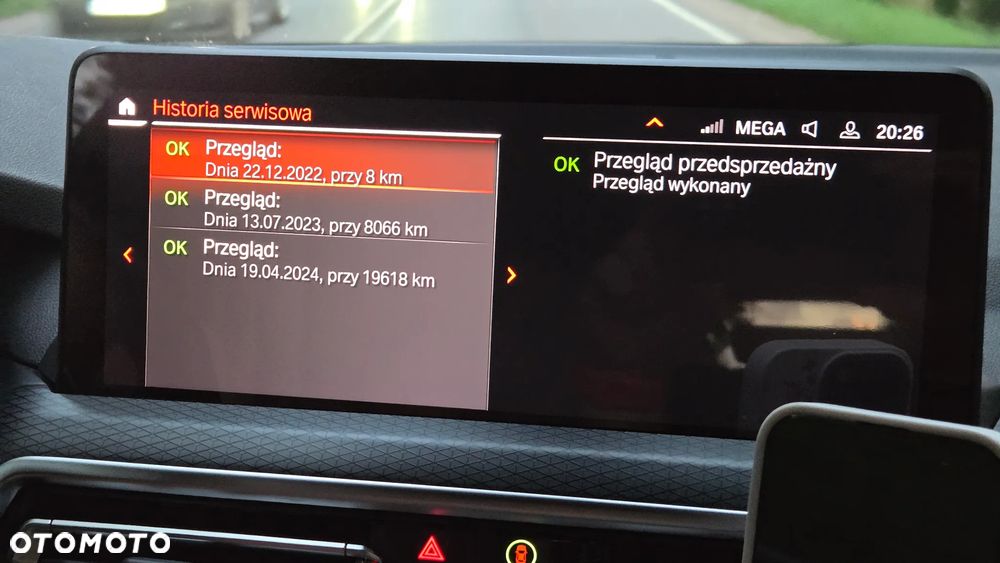 Historia serwisowa
MEGA 20:26
OK Przegląd:
Dnia 22.12.2022, przy 8 km
OK Przegląd:
Dnia 13.07.2023, przy 8066 km
OK Przegląd:
Dnia 19.04.2024, przy 19618 km
OK Przegląd przedsprzedażny
Przegląd wykonany
OTOMOTO